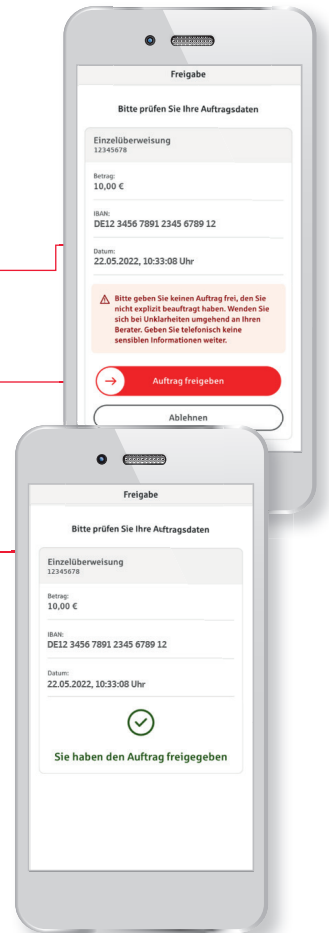 Freigabe
Bitte prüfen Sie Ihre Auftragsdaten
Einzelüberweisung
12345678
Betrag:
10,00 €
IBAN:
DE12 3456 7891 2345 6789 12
Datum:
22.05.2022, 10:33:08 Uhr
Bitte geben Sie keinen Auftrag frei, den Sie
nicht explizit beauftragt haben. Wenden Sie
sich bei Unklarheiten umgehend an Ihren
Berater. Geben Sie telefonisch keine
sensiblen Informationen weiter.
Auftrag freigeben
Ablehnen
Freigabe
Bitte prüfen Sie Ihre Auftragsdaten
Einzelüberweisung
12345678
Betrag:
10,00 €
IBAN:
DE12 3456 7891 2345 6789 12
Datum:
22.05.2022, 10:33:08 Uhr
Sie haben den Auftrag freigegeben